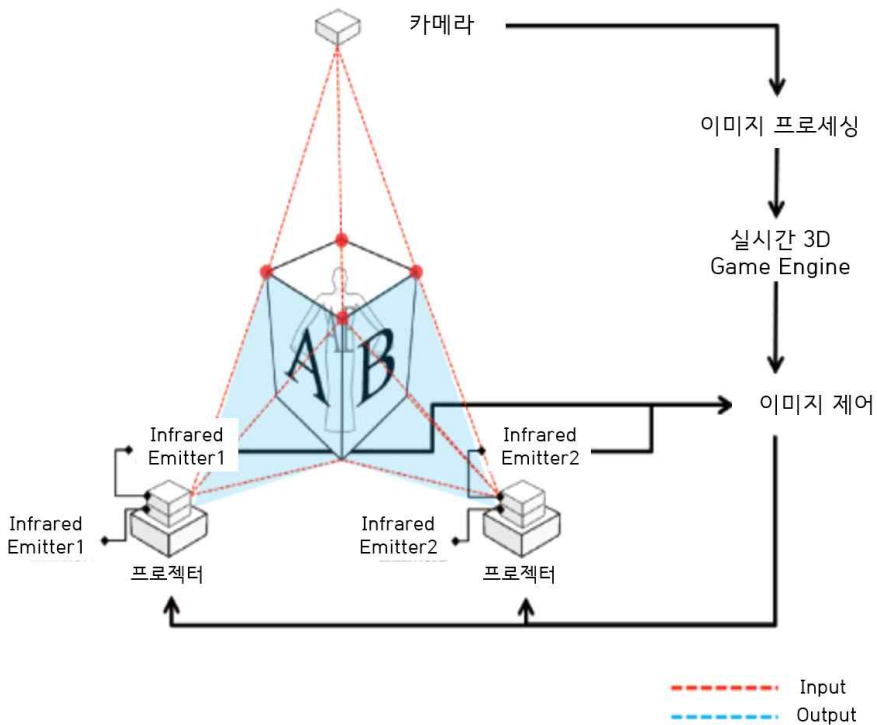 카메라
이미지 프로세싱
실시간 3D
Game Engine
이미지 제어
A B
Infrared
Emitter1
Infrared
Emitter2
Infrared
Emitter1
프로젝터
Infrared
Emitter2
프로젝터
Input
Output